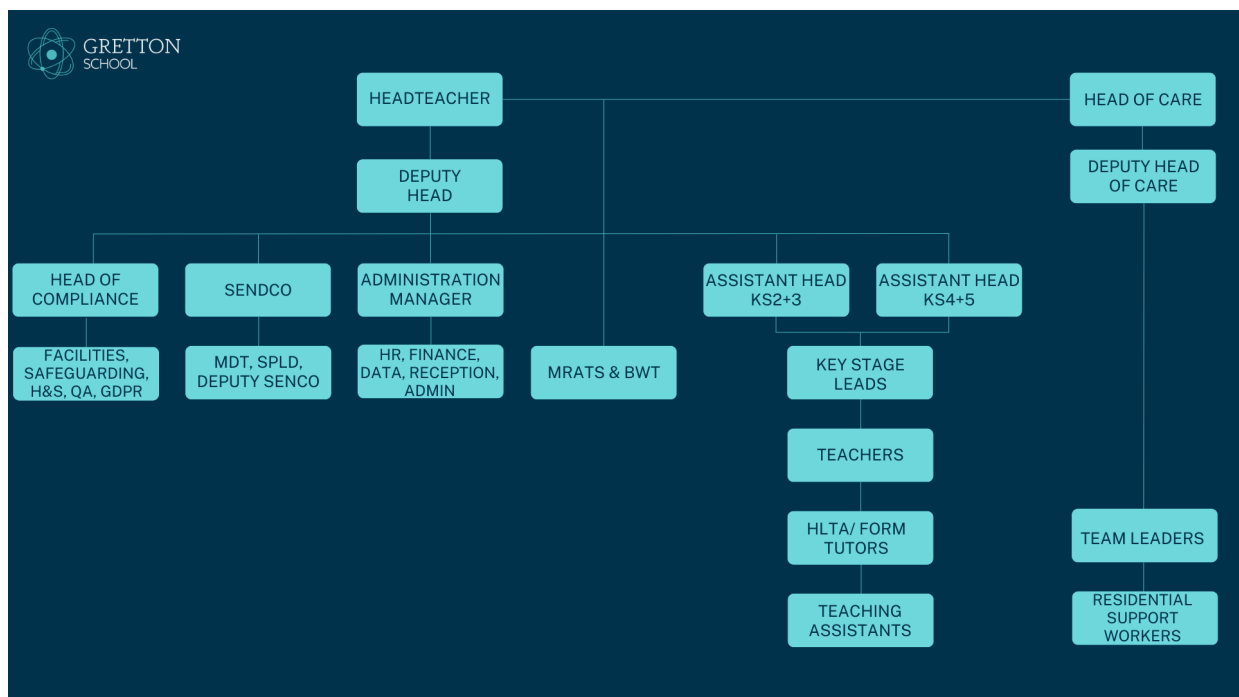 GRETTON
SCHOOL
HEADTEACHER
HEAD OF CARE
DEPUTY
HEAD
DEPUTY HEAD
OF CARE
HEAD OF
COMPLIANCE
SENDCO
ADMINISTRATION
MANAGER
ASSISTANT HEAD
KS2+3
ASSISTANT HEAD
KS4+5
FACILITIES,
SAFEGUARDING,
H&S, QA, GDPR
MDT, SPLD,
DEPUTY SENCO
HR, FINANCE,
DATA, RECEPTION,
ADMIN
MRATS & BWT
KEY STAGE
LEADS
TEACHERS
HLTA/ FORM
TUTORS
TEAM LEADERS
TEACHING
ASSISTANTS
RESIDENTIAL
SUPPORT
WORKERS